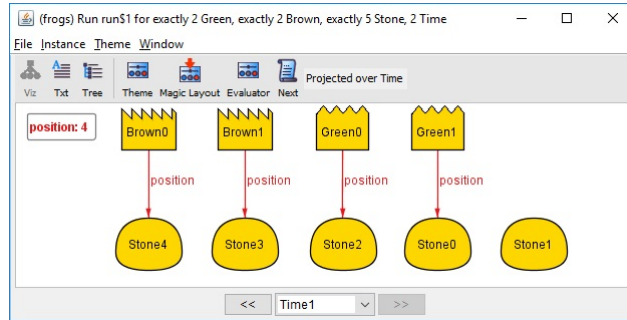 (frogs) Run run$1 for exactly 2 Green, exactly 2 Brown, exactly 5 Stone, 2 Time
File Instance Theme Window
Viz Txt Tree Theme Magic Layout Evaluator Next Projected over Time
position: 4
Brown0 Brown1 Green0 Green1
position position position position
Stone4 Stone3 Stone2 Stone0 Stone1
<< Time1 >>